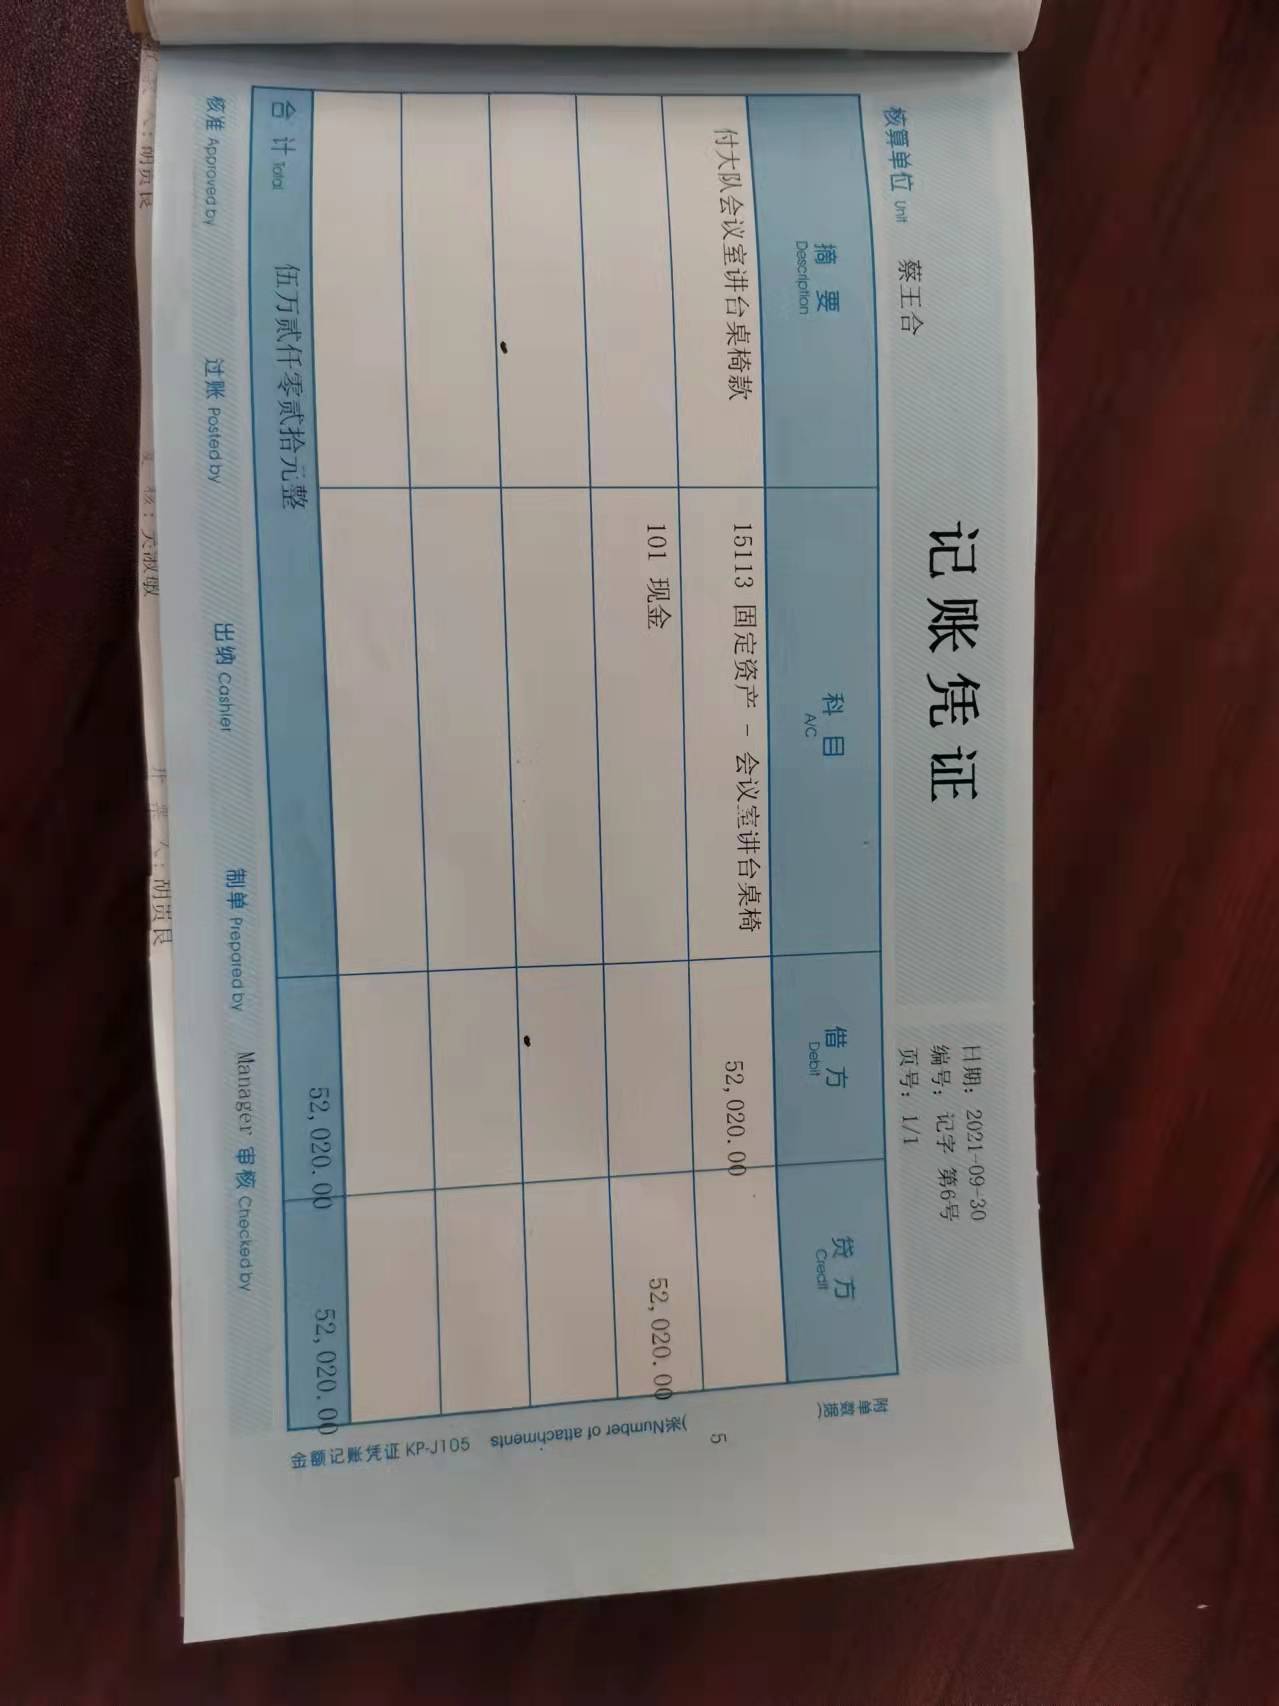 记账凭证
日期: 2021-09-30
编号: 记字 第6号
页号: 1/1
核算单位 Unit 蔡王合
摘要 Description 科目 A/C 借方 Debit 贷方 Credit
付大队会议室讲台桌椅款 15113 固定资产 - 会议室讲台桌椅 52,020.00
101 现金 52,020.00
合计 Total 伍万贰仟零贰拾元整 52,020.00 52,020.00
附单据数(
5
)张Number of attachments
金额记账凭证 KP-J105
核准 Approved by 过账 Posted by 出纳 Cashier 制单 Prepared by Manager 审核 Checked by